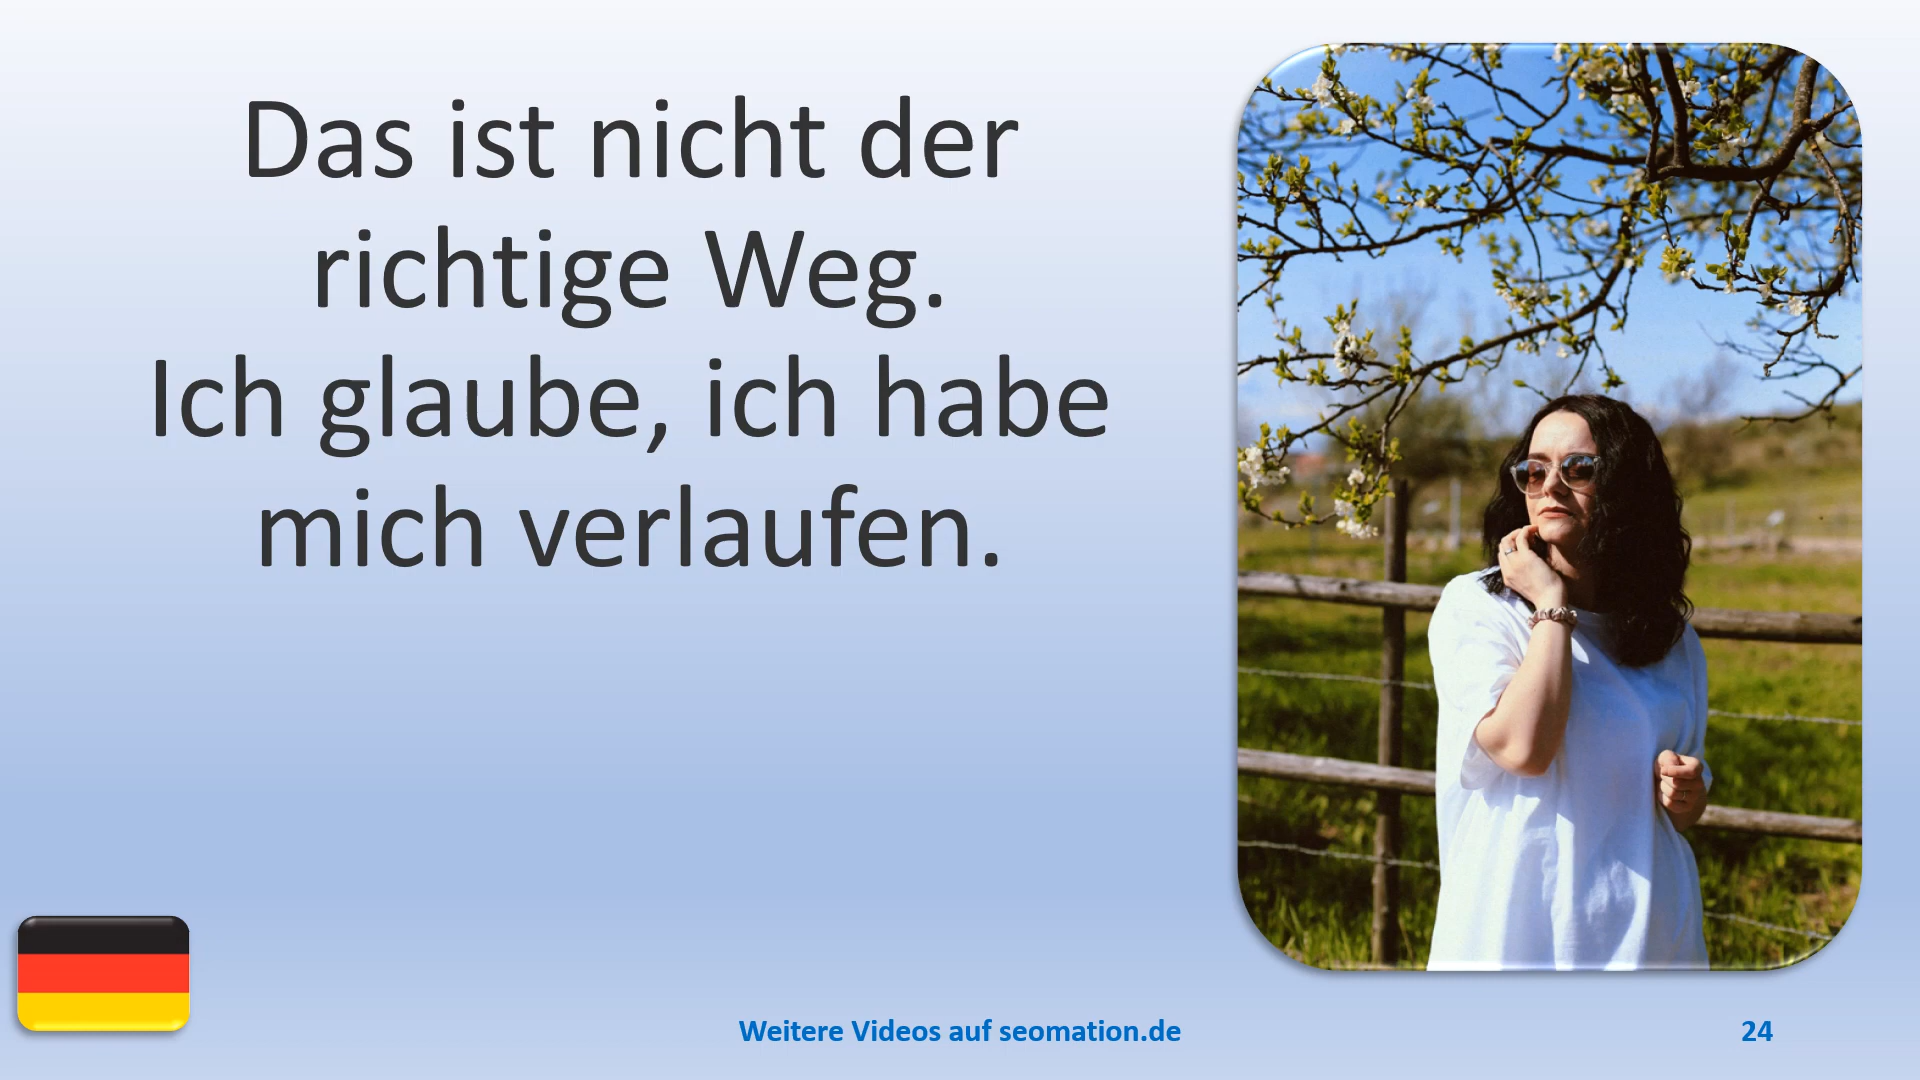 Das ist nicht der
richtige Weg.
Ich glaube, ich habe
mich verlaufen.
Weitere Videos auf seomation.de
24